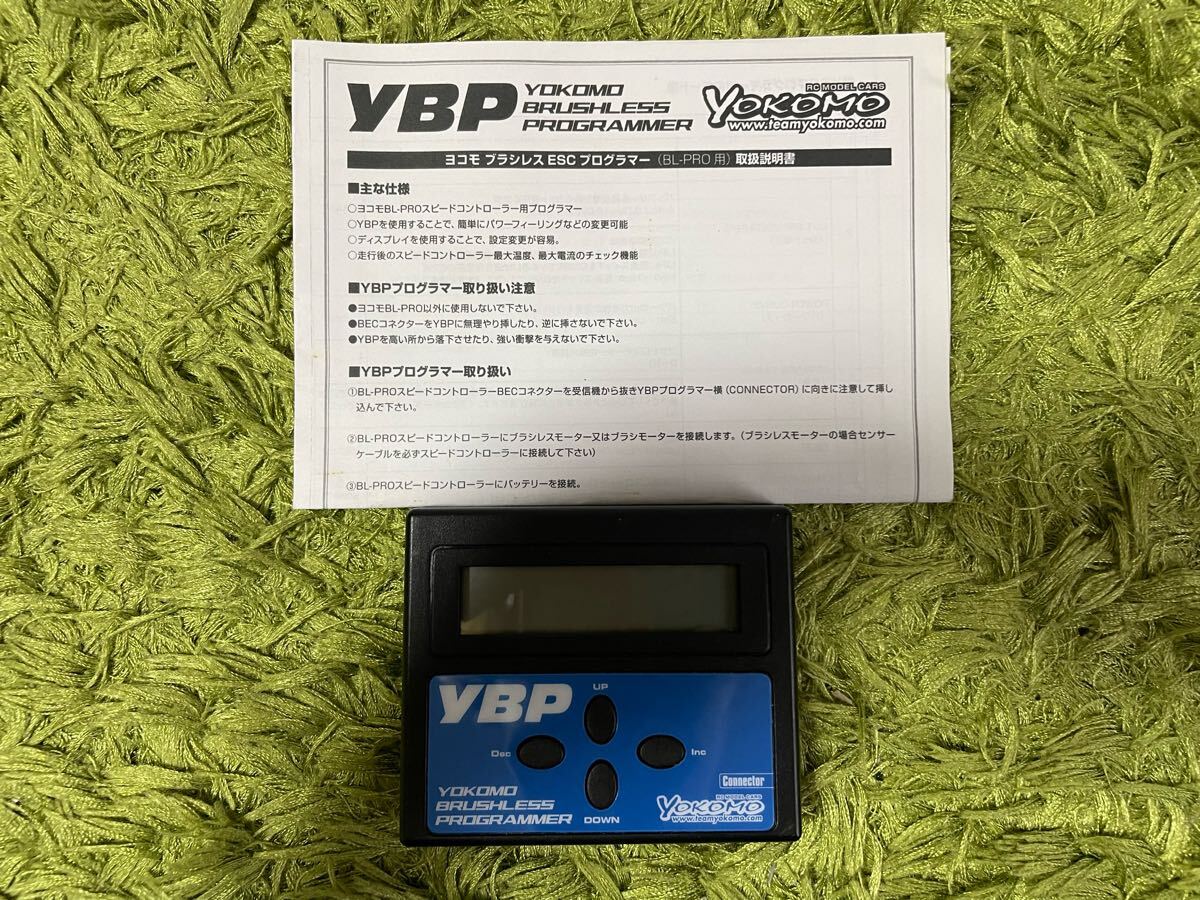 YBP
YOKOMO
BRUSHLESS
PROGRAMMER
RC MODEL CARS
YOKOMO
www.teamyokomo.com
ヨコモ ブラシレス ESC プログラマー（BL-PRO 用）取扱説明書
■主な仕様
○ヨコモBL-PROスピードコントローラー用プログラマー
○YBPを使用することで、簡単にパワーフィーリングなどの変更可能
○ディスプレイを使用することで、設定変更が容易。
○走行後のスピードコントローラー最大温度、最大電流のチェック機能
■YBPプログラマー取り扱い注意
●ヨコモBL-PRO以外に使用しないで下さい。
●BECコネクターをYBPに無理やり挿したり、逆に挿さないで下さい。
●YBPを高い所から落下させたり、強い衝撃を与えないで下さい。
■YBPプログラマー取り扱い
①BL-PROスピードコントローラーBECコネクターを受信機から抜きYBPプログラマー横（CONNECTOR）に向きに注意して挿し
込んで下さい。
②BL-PROスピードコントローラーにブラシレスモーター又はブラシモーターを接続します。（ブラシレスモーターの場合センサー
ケーブルを必ずスピードコントローラーに接続して下さい）
③BL-PROスピードコントローラーにバッテリーを接続。
YBP
UP
Dec
Inc
DOWN
Connector
YOKOMO
BRUSHLESS
PROGRAMMER
RC MODEL CARS
YOKOMO
www.teamyokomo.com